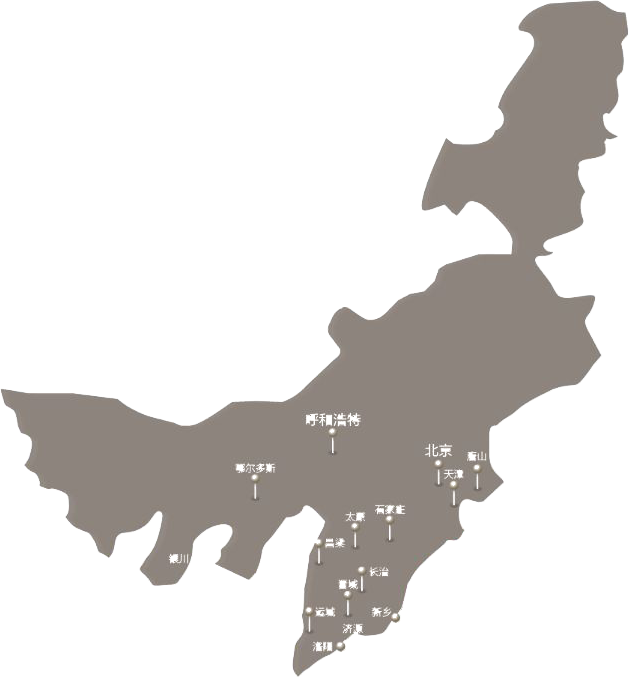 呼和浩特
北京
唐山
鄂尔多斯
天津
石家庄
太原
吕梁
银川
长治
晋城
运城
新乡
济源
洛阳